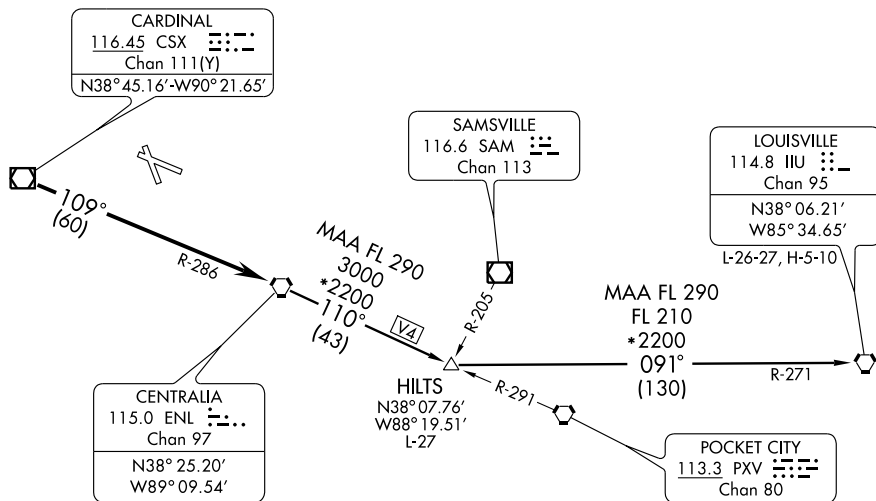 CARDINAL
116.45 CSX
Chan 111(Y)
N38° 45.16'-W90° 21.65'
109°
(60)
R-286
CENTRALIA
115.0 ENL
Chan 97
N38° 25.20'
W89° 09.54'
MAA FL 290
3000
*2200
110°
(43)
V4
SAMSVILLE
116.6 SAM
Chan 113
R-205
HILTS
N38° 07.76'
W88° 19.51'
L-27
R-291
POCKET CITY
113.3 PXV
Chan 80
MAA FL 290
FL 210
*2200
091°
(130)
R-271
LOUISVILLE
114.8 IIU
Chan 95
N38° 06.21'
W85° 34.65'
L-26-27, H-5-10